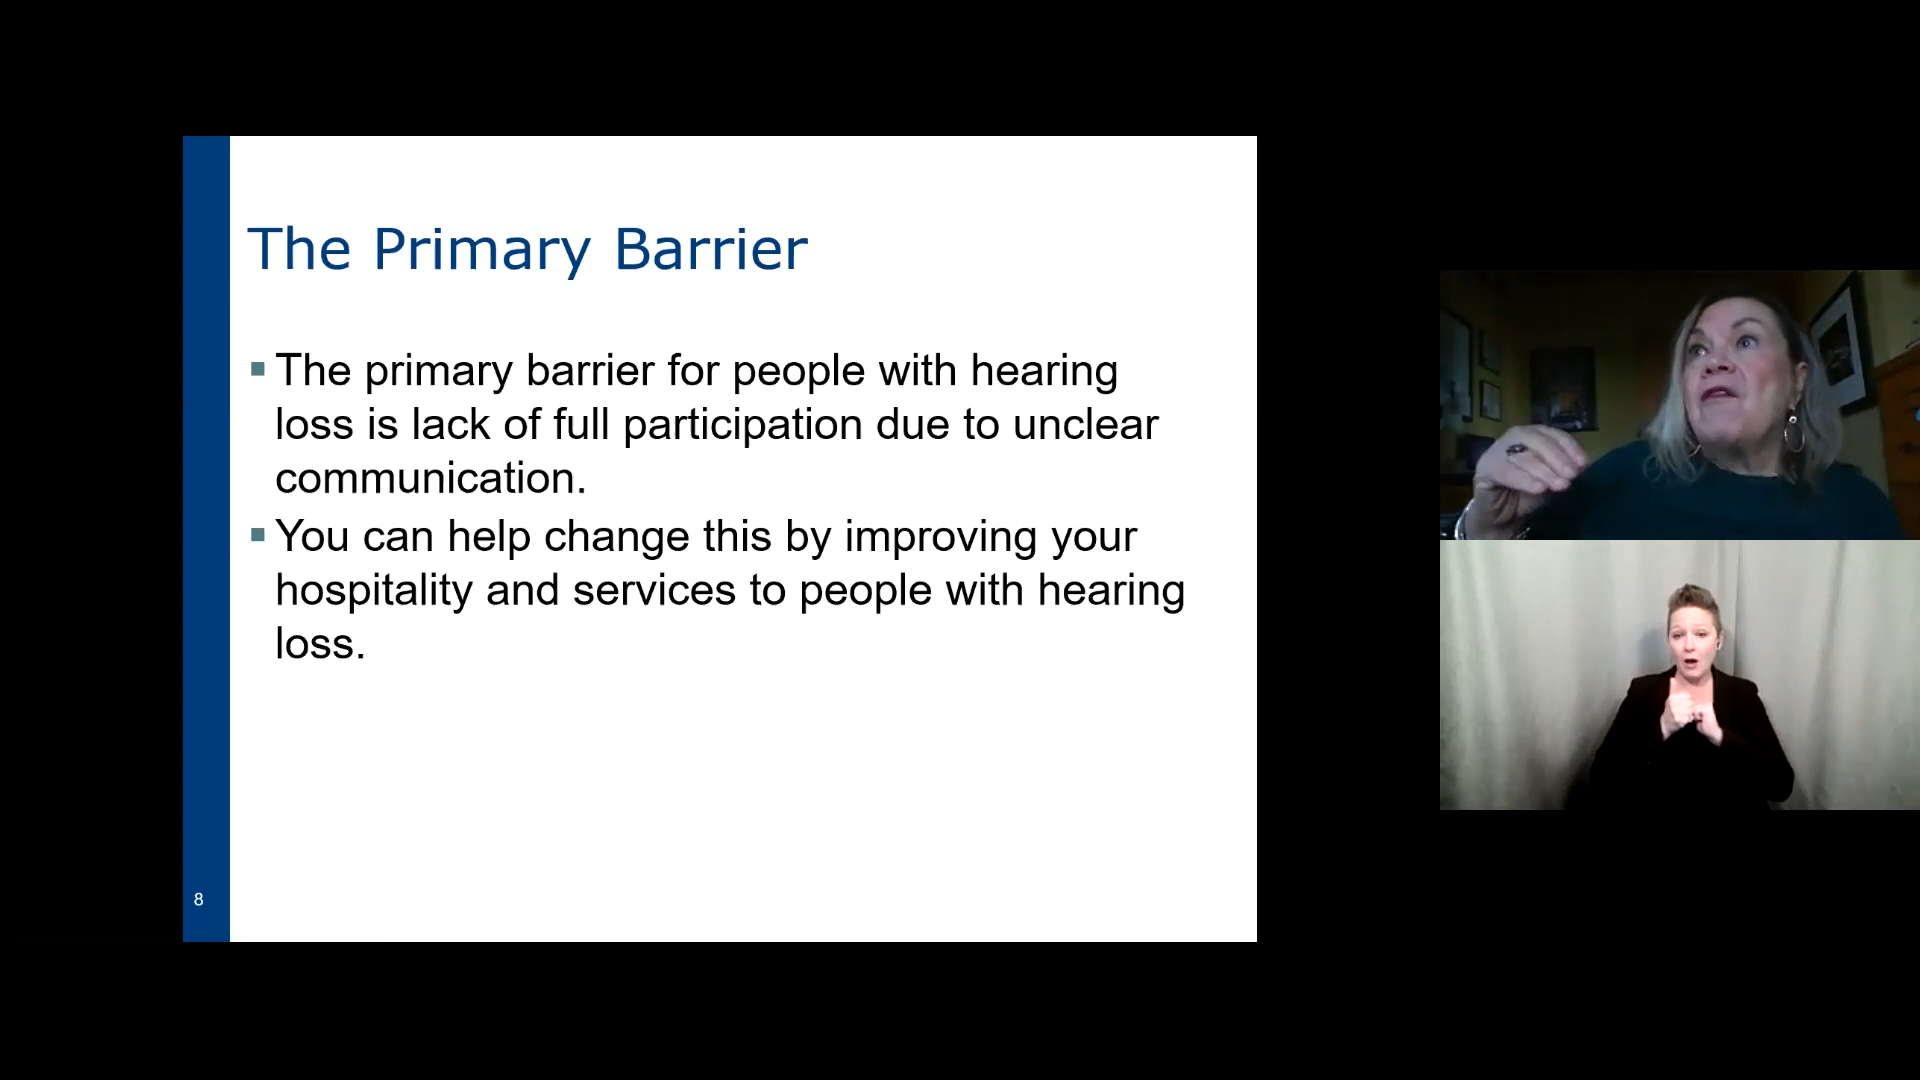 The Primary Barrier
▪ The primary barrier for people with hearing
loss is lack of full participation due to unclear
communication.
▪ You can help change this by improving your
hospitality and services to people with hearing
loss.
8